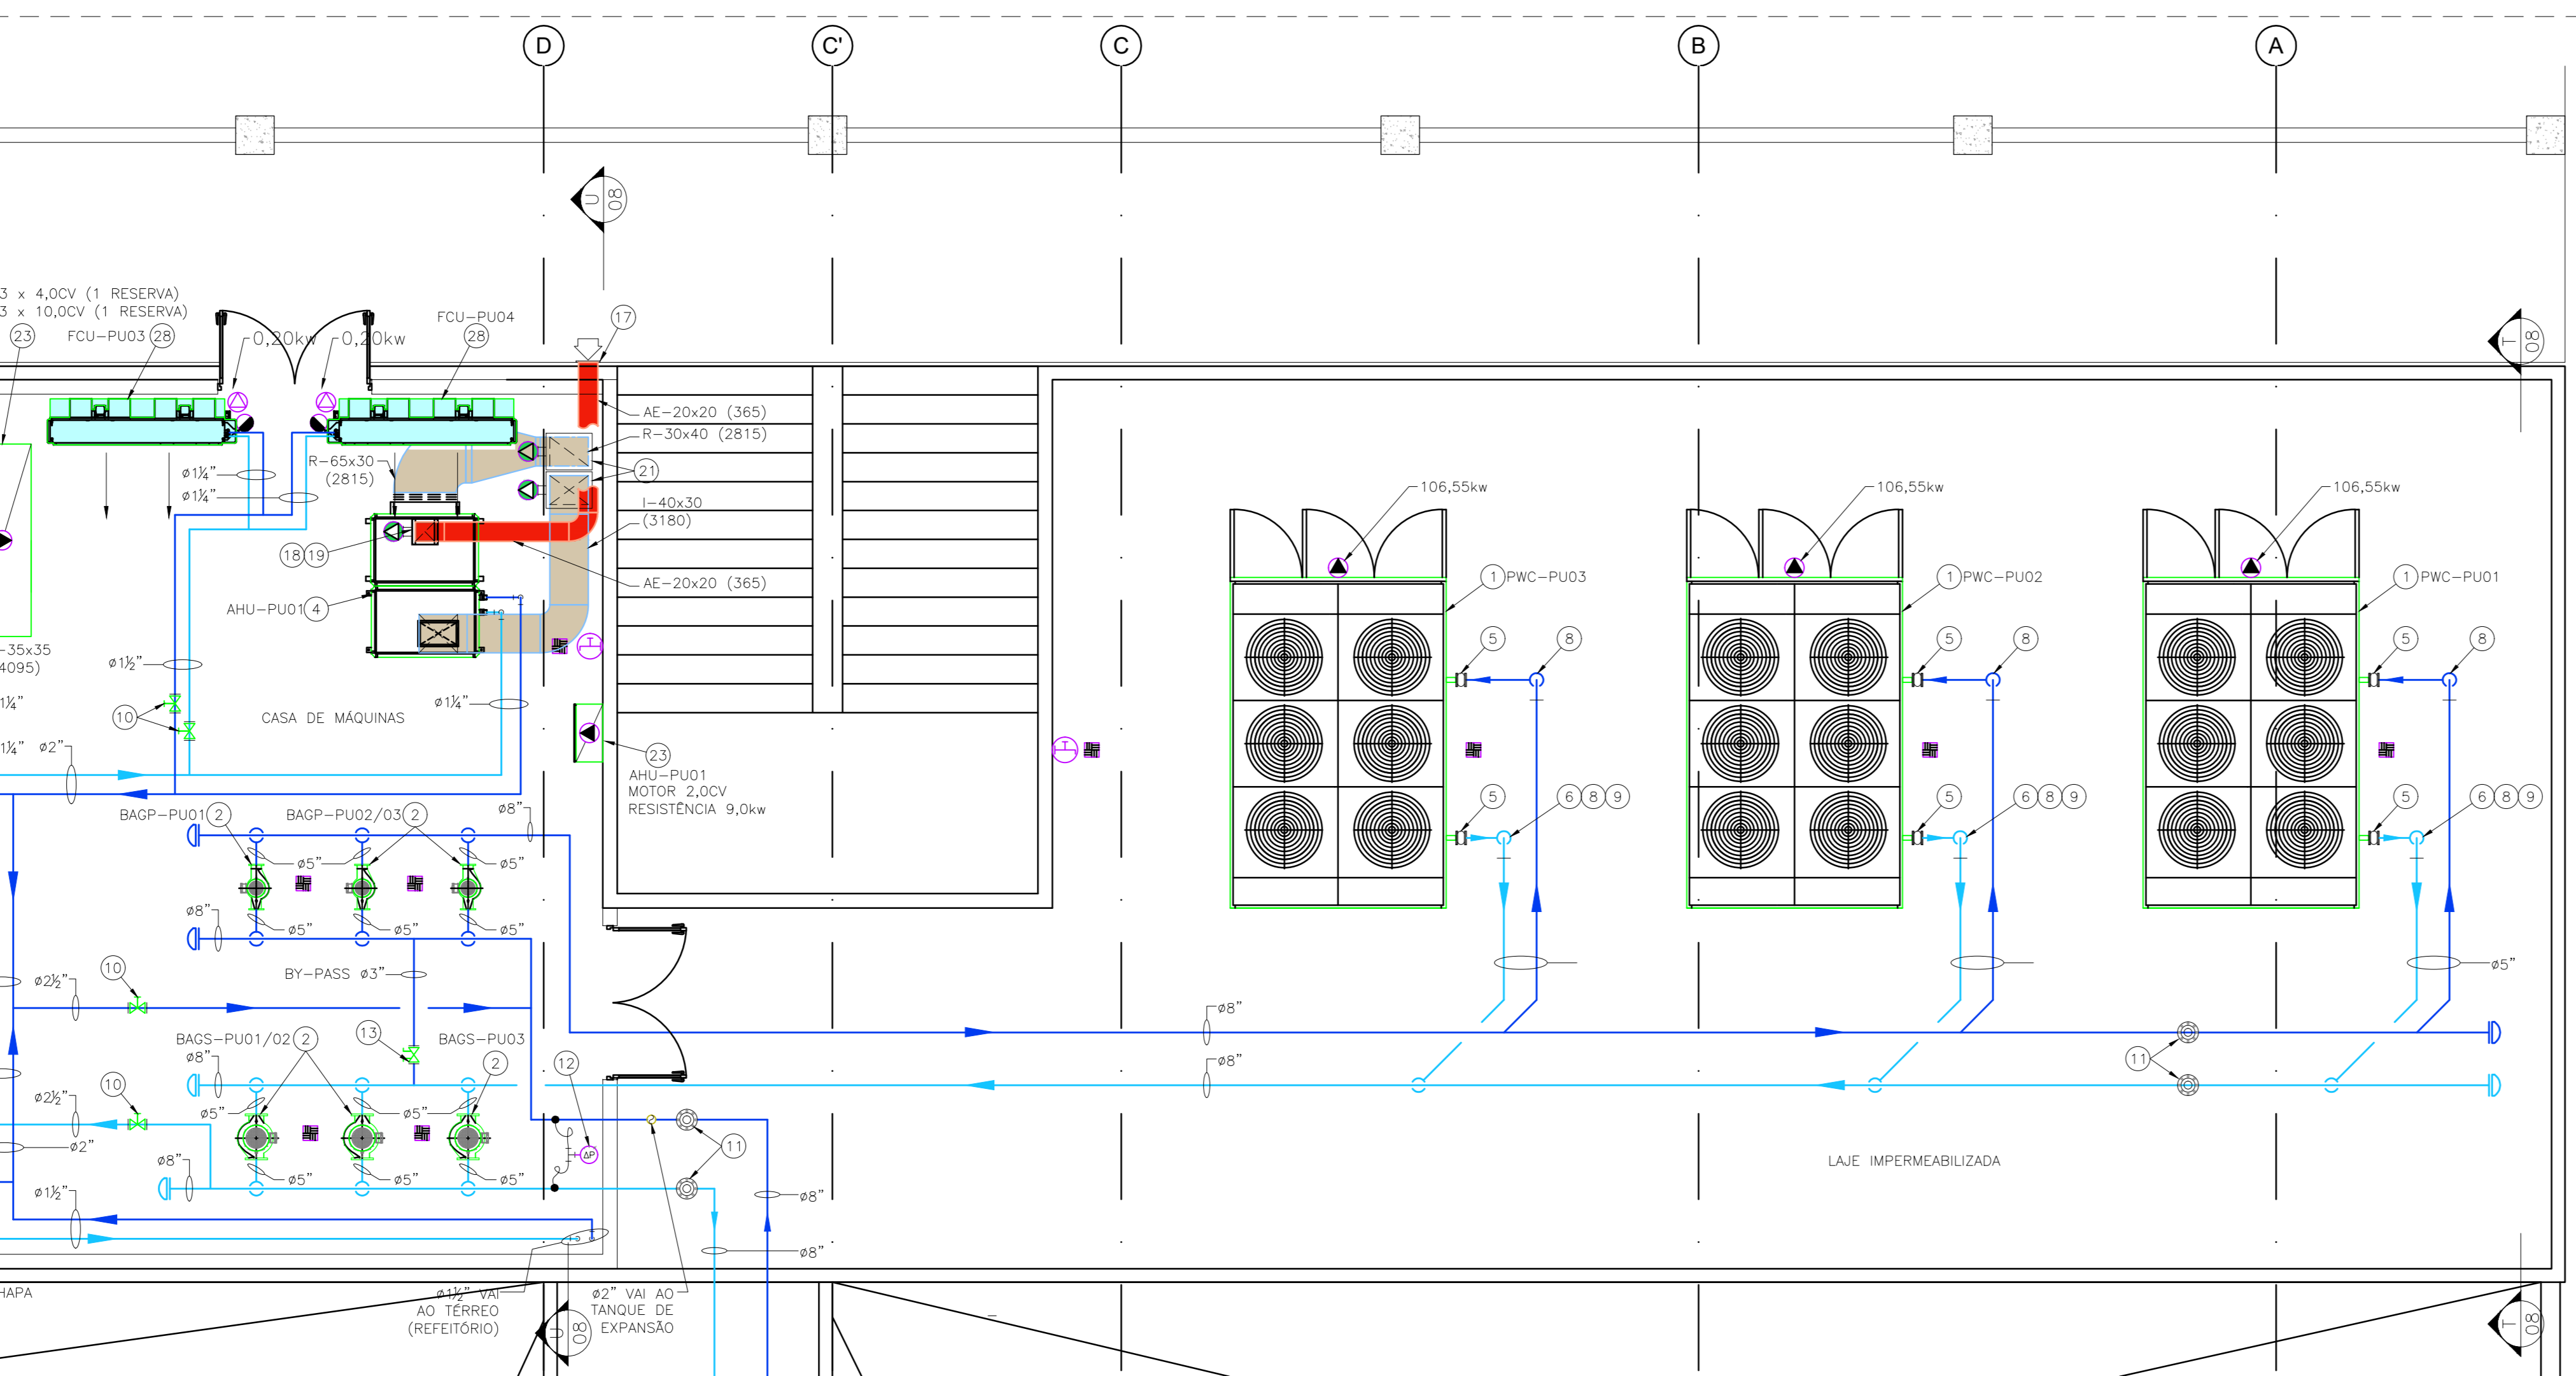 D
C'
C
B
A
U
08
3 x 4,0CV (1 RESERVA)
3 x 10,0CV (1 RESERVA)
23
FCU-PU03 28
0,20kw
0,20kw
FCU-PU04
28
17
T
08
AE-20x20 (365)
R-30x40 (2815)
21
R-65x30
(2815)
I-40x30
(3180)
ø1¼"
ø1¼"
18 19
AE-20x20 (365)
AHU-PU01 4
-35x35
4095)
ø1½"
1¼"
10
CASA DE MÁQUINAS
ø1¼"
1¼"
ø2"
23
AHU-PU01
MOTOR 2,0CV
RESISTÊNCIA 9,0kw
106,55kw
106,55kw
106,55kw
1 PWC-PU03
1 PWC-PU02
1 PWC-PU01
5
8
5
8
5
8
5
6 8 9
5
6 8 9
5
6 8 9
BAGP-PU01 2
BAGP-PU02/03 2
ø8"
ø5"
ø5"
ø8"
ø5"
ø5"
ø5"
BY-PASS ø3"
10
ø2½"
ø5"
BAGS-PU01/02 2
13
BAGS-PU03
2
12
ø8"
ø8"
ø8"
11
10
ø2½"
ø5"
ø5"
ΔP
11
ø2"
ø8"
ø5"
ø5"
ø5"
ø1½"
ø8"
ø8"
LAJE IMPERMEABILIZADA
HAPA
ø1½" VAI
AO TÉRREO
(REFEITÓRIO)
ø2" VAI AO
TANQUE DE
EXPANSÃO
U
08
T
08